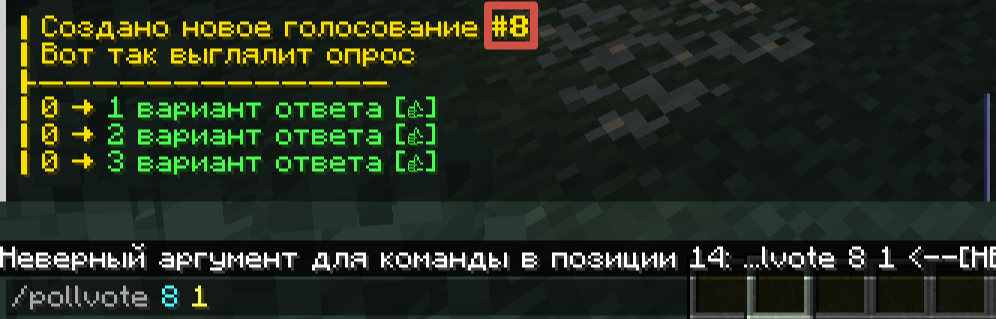 Создано новое голосование #8
Вот так выглялит опрос
0 → 1 вариант ответа [👍]
0 → 2 вариант ответа [👍]
0 → 3 вариант ответа [👍]
Неверный аргумент для команды в позиции 14: ...lvote 8 1 <--[НЕ
/pollvote 8 1